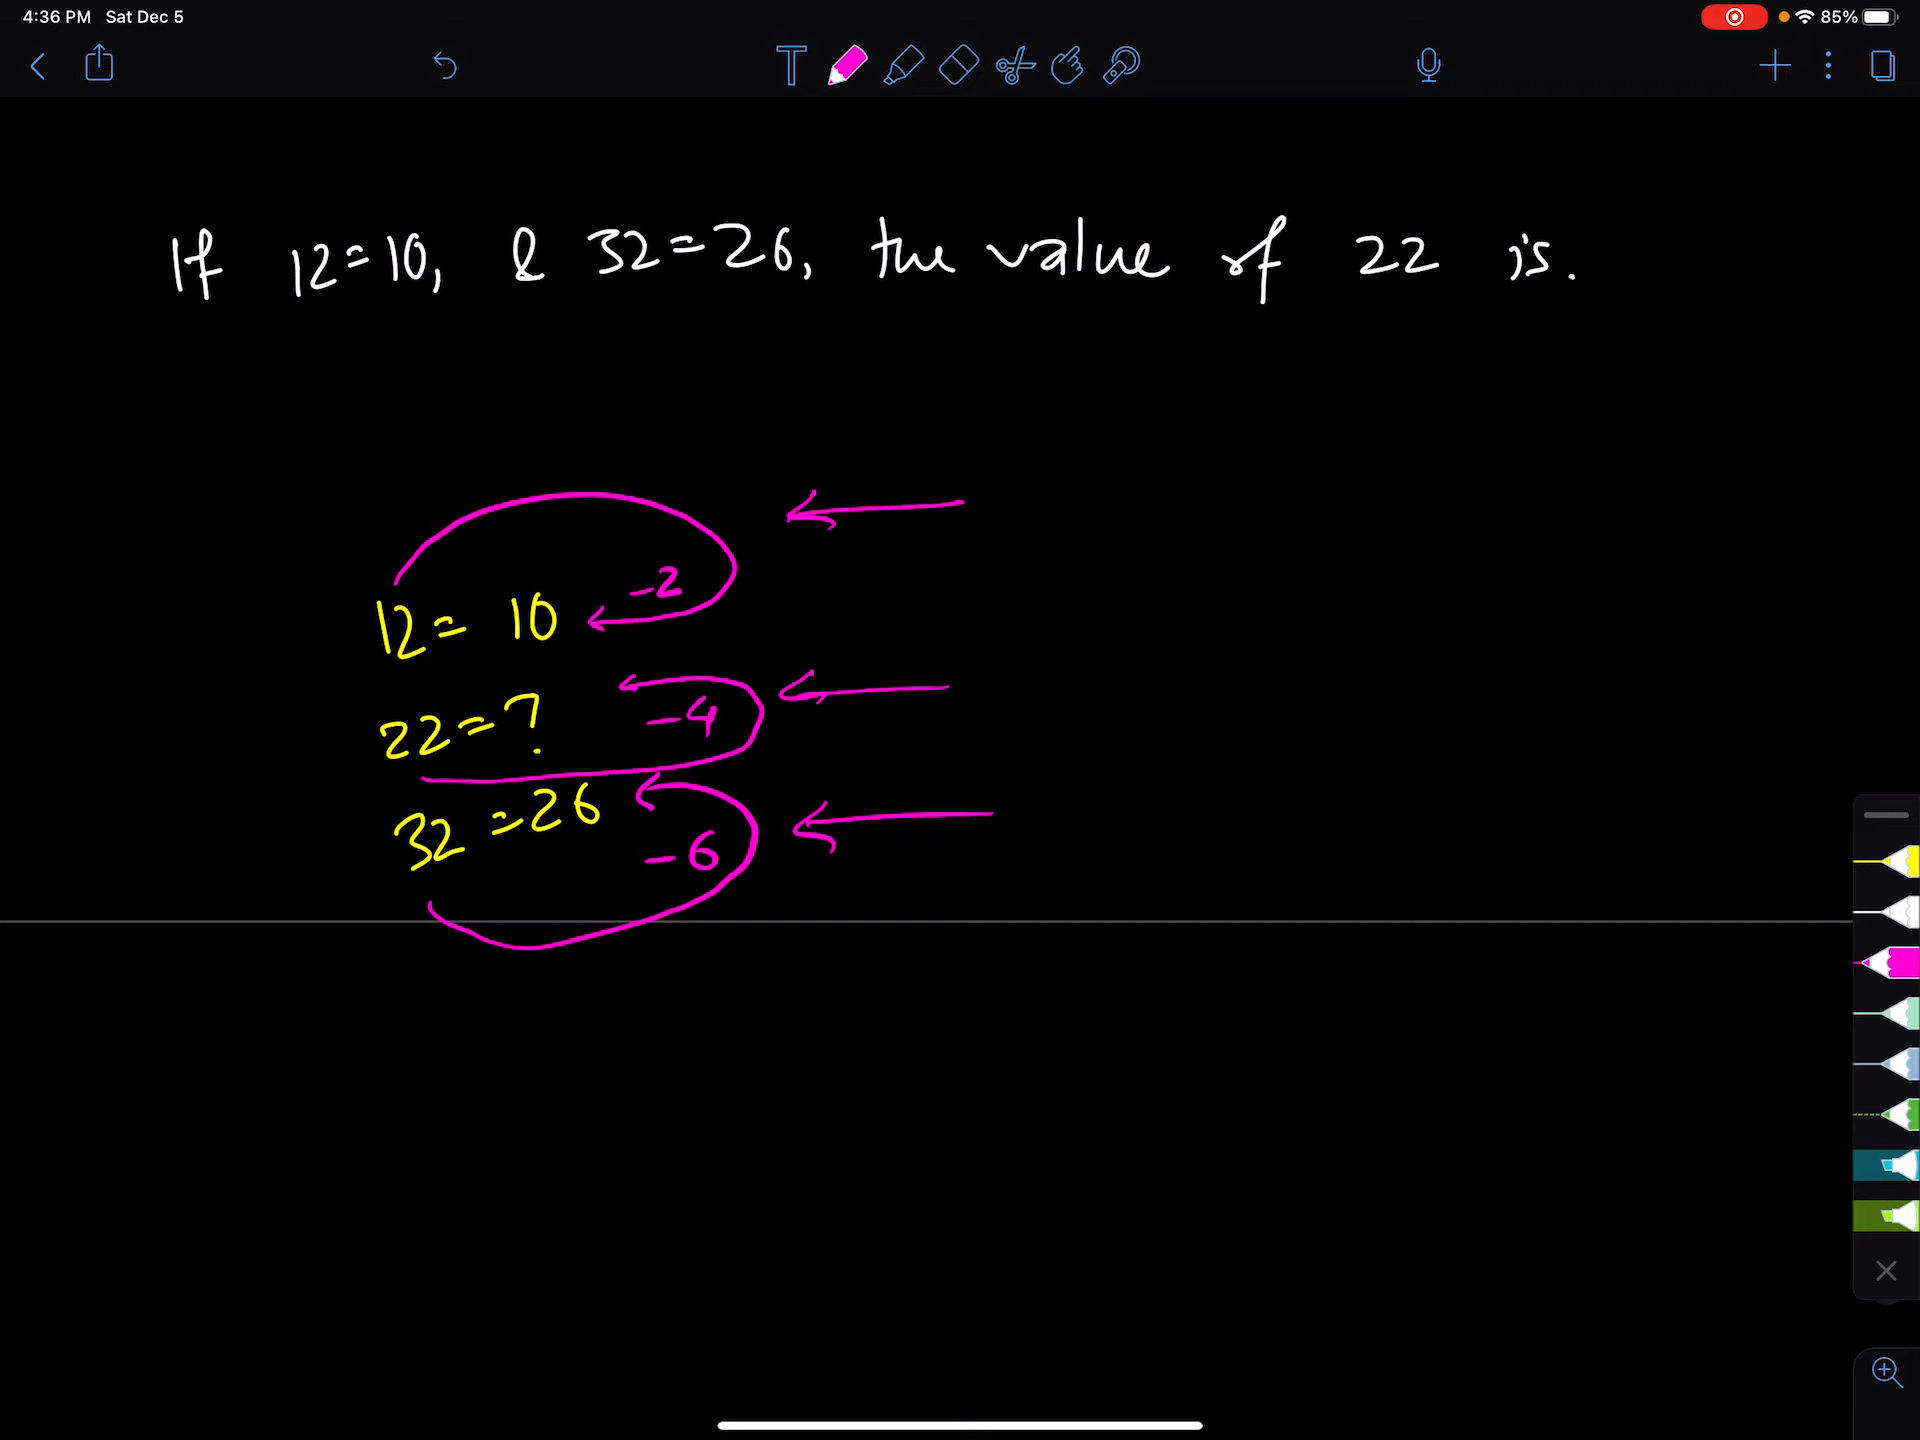 4:36 PM Sat Dec 5
85%
T
If 12=10, & 32=26, the value of 22 is.
12= 10 -2
22=? -4
32=26
-6